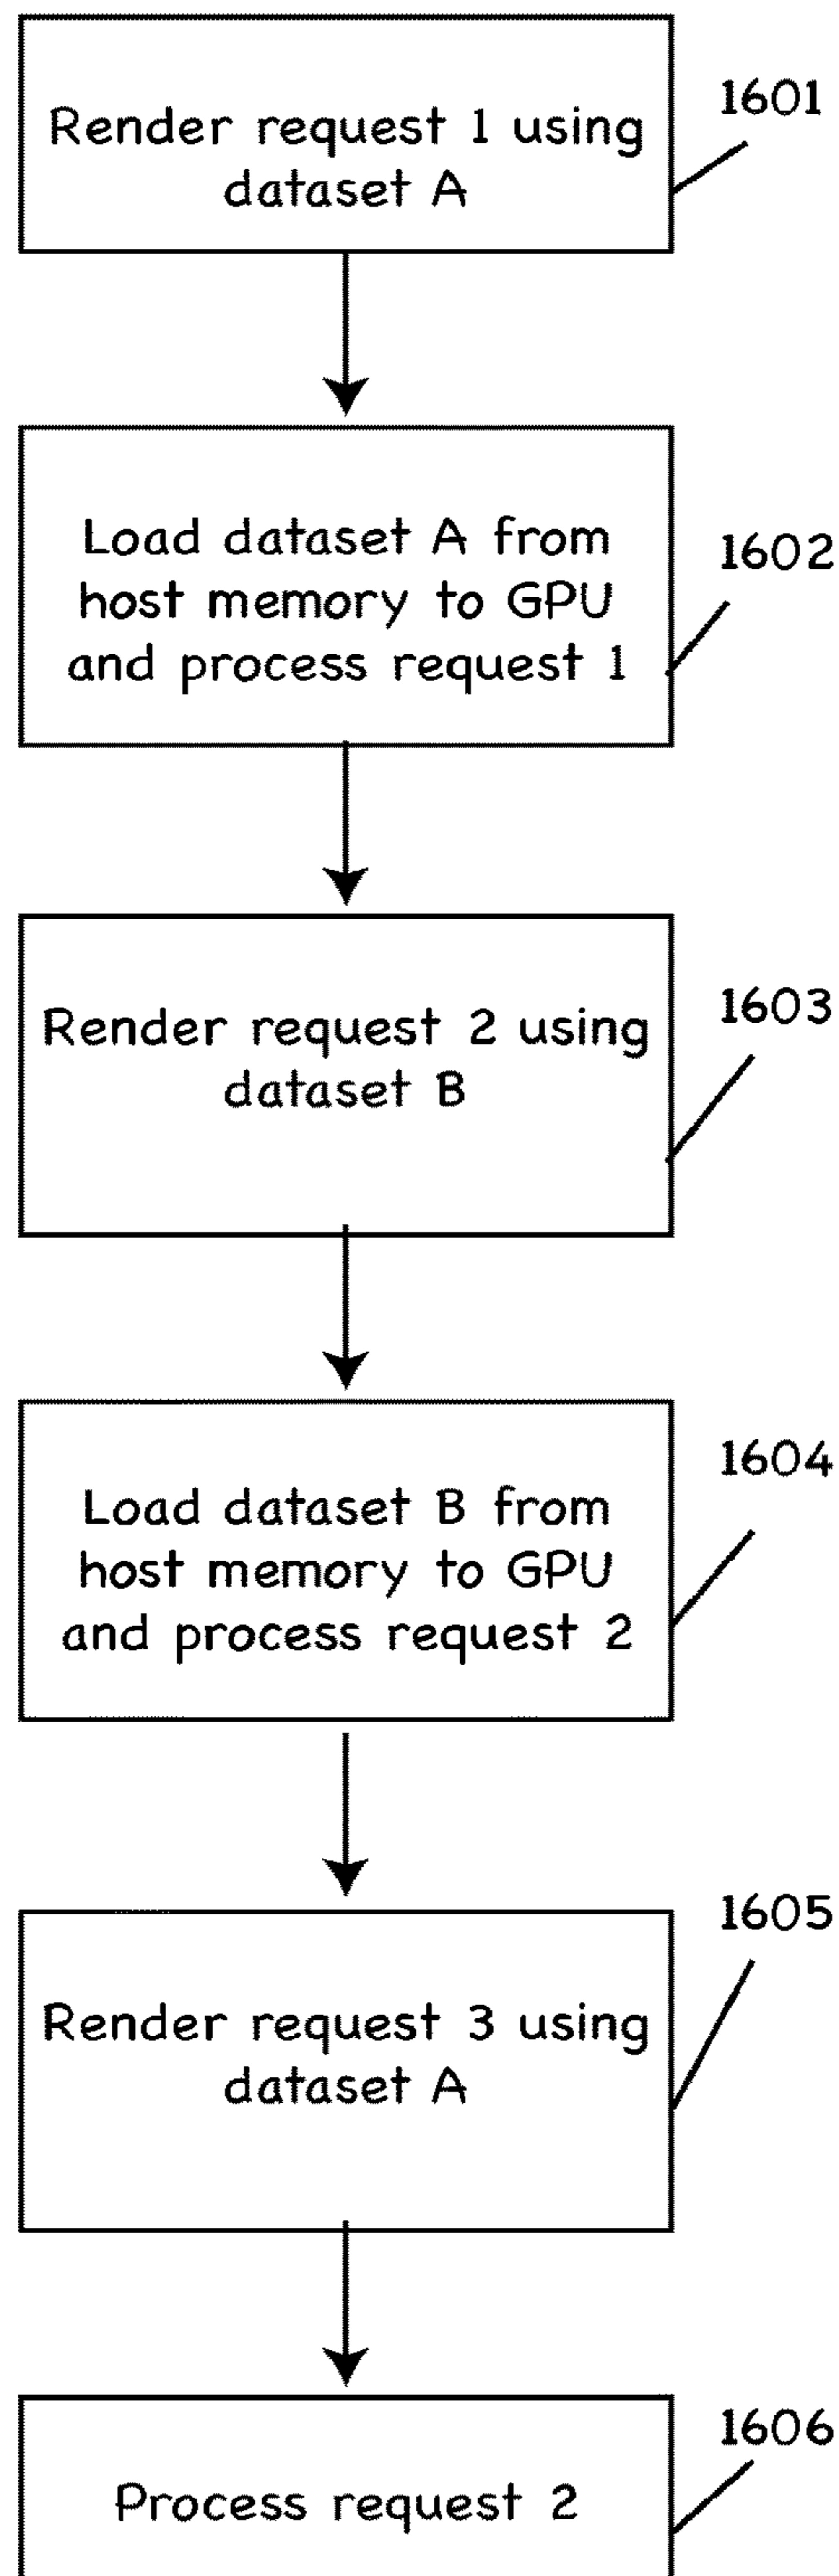 Render request 1 using
dataset A
1601
Load dataset A from
host memory to GPU
and process request 1
1602
Render request 2 using
dataset B
1603
Load dataset B from
host memory to GPU
and process request 2
1604
Render request 3 using
dataset A
1605
Process request 2
1606